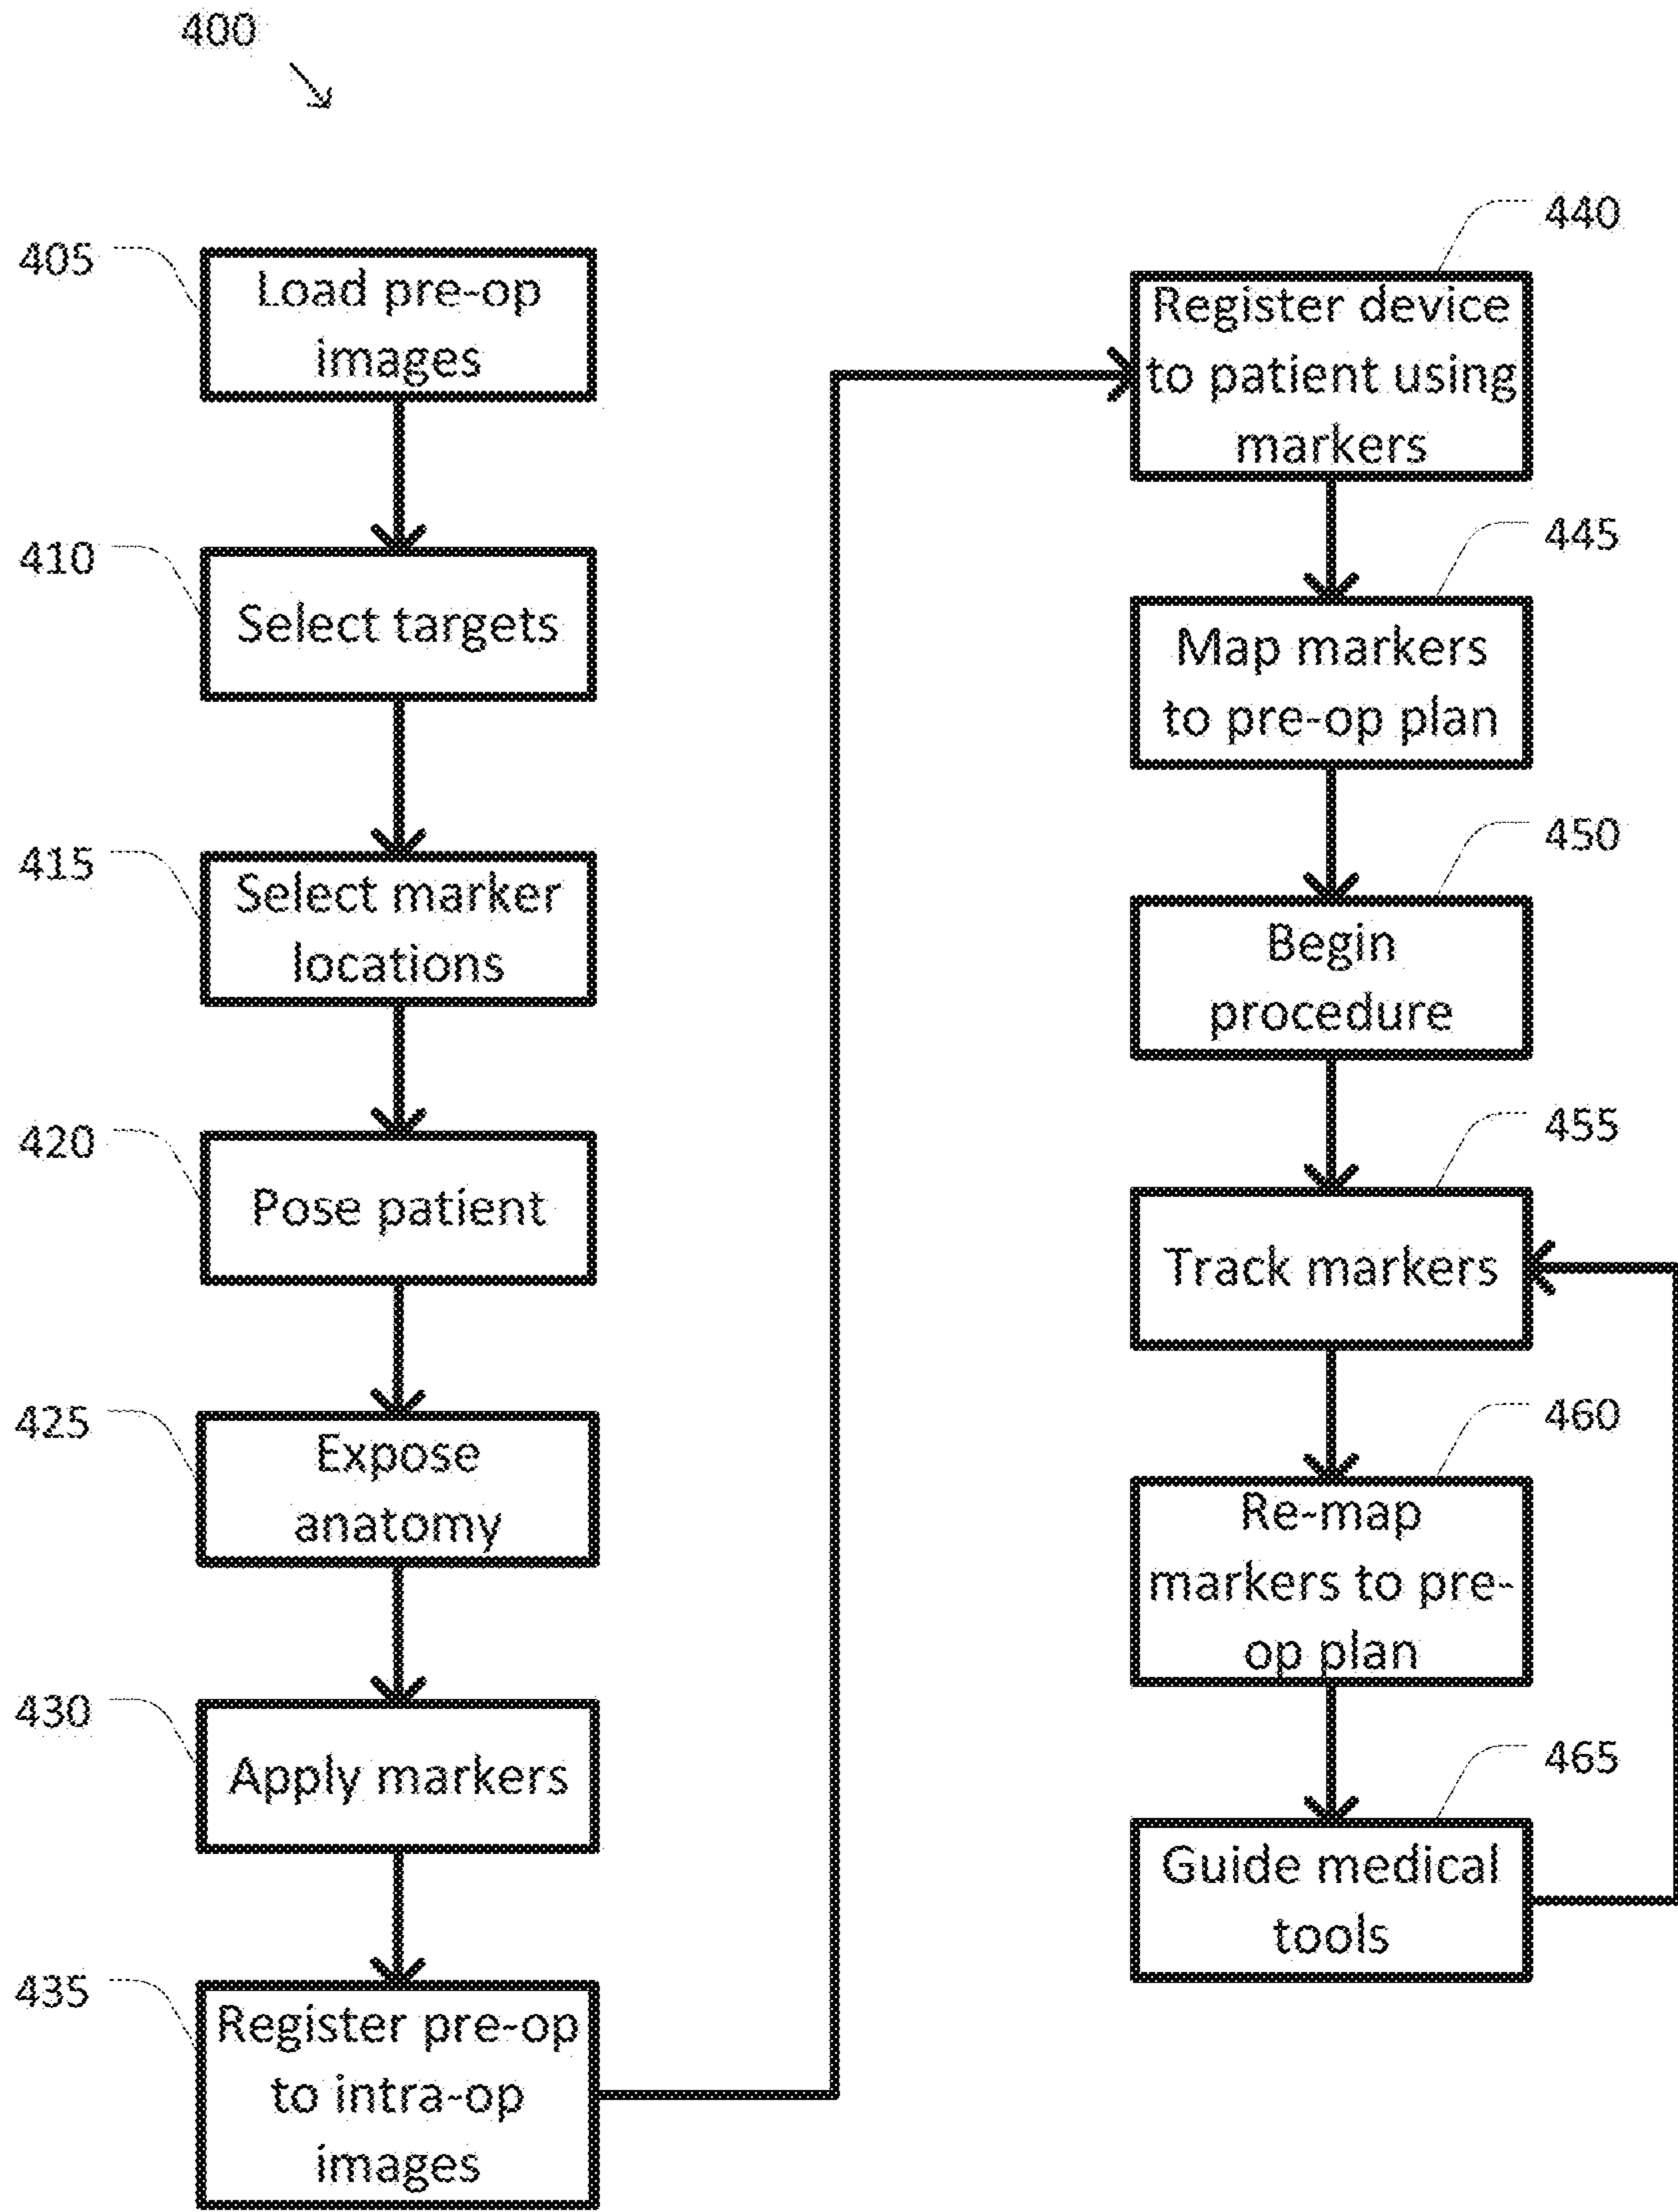 400
405
Load pre-op
images
410
Select targets
415
Select marker
locations
420
Pose patient
425
Expose
anatomy
430
Apply markers
435
Register pre-op
to intra-op
images
440
Register device
to patient using
markers
445
Map markers
to pre-op plan
450
Begin
procedure
455
Track markers
460
Re-map
markers to pre-
op plan
465
Guide medical
tools